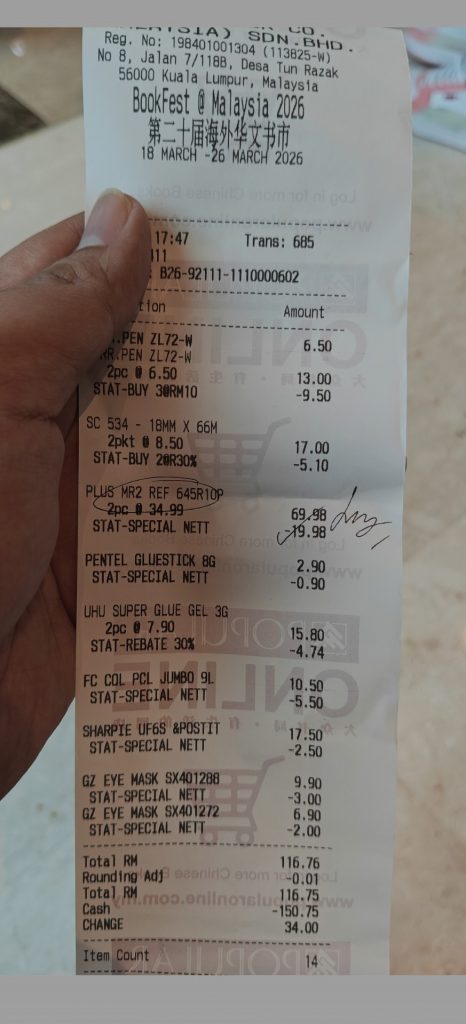 CO.
SDN.BHD.
Reg. No: 198401001304 (113825-W)
No 8, Jalan 7/118B, Desa Tun Razak
56000 Kuala Lumpur, Malaysia
BookFest @ Malaysia 2026
第二十届海外华文书市
18 MARCH -26 MARCH 2026
17:47 Trans: 685
: B26-92111-1110000602
Amount
.PEN ZL72-W 6.50
NR.PEN ZL72-W
2pc @ 6.50 13.00
STAT-BUY 3@RM10 -9.50
SC 534 - 18MM X 66M
2pkt @ 8.50 17.00
STAT-BUY 2@R30% -5.10
PLUS MR2 REF 645R10P
2pc @ 34.99 69.98
STAT-SPECIAL NETT -19.98
PENTEL GLUESTICK 8G 2.90
STAT-SPECIAL NETT -0.90
UHU SUPER GLUE GEL 3G
2pc @ 7.90 15.80
STAT-REBATE 30% -4.74
FC COL PCL JUMBO 9L 10.50
STAT-SPECIAL NETT -5.50
SHARPIE UF6S &POSTIT 17.50
STAT-SPECIAL NETT -2.50
GZ EYE MASK SX401288 9.90
STAT-SPECIAL NETT -3.00
GZ EYE MASK SX401272 6.90
STAT-SPECIAL NETT -2.00
Total RM 116.76
Rounding Adj -0.01
Total RM 116.75
Cash -150.75
CHANGE 34.00
Item Count 14